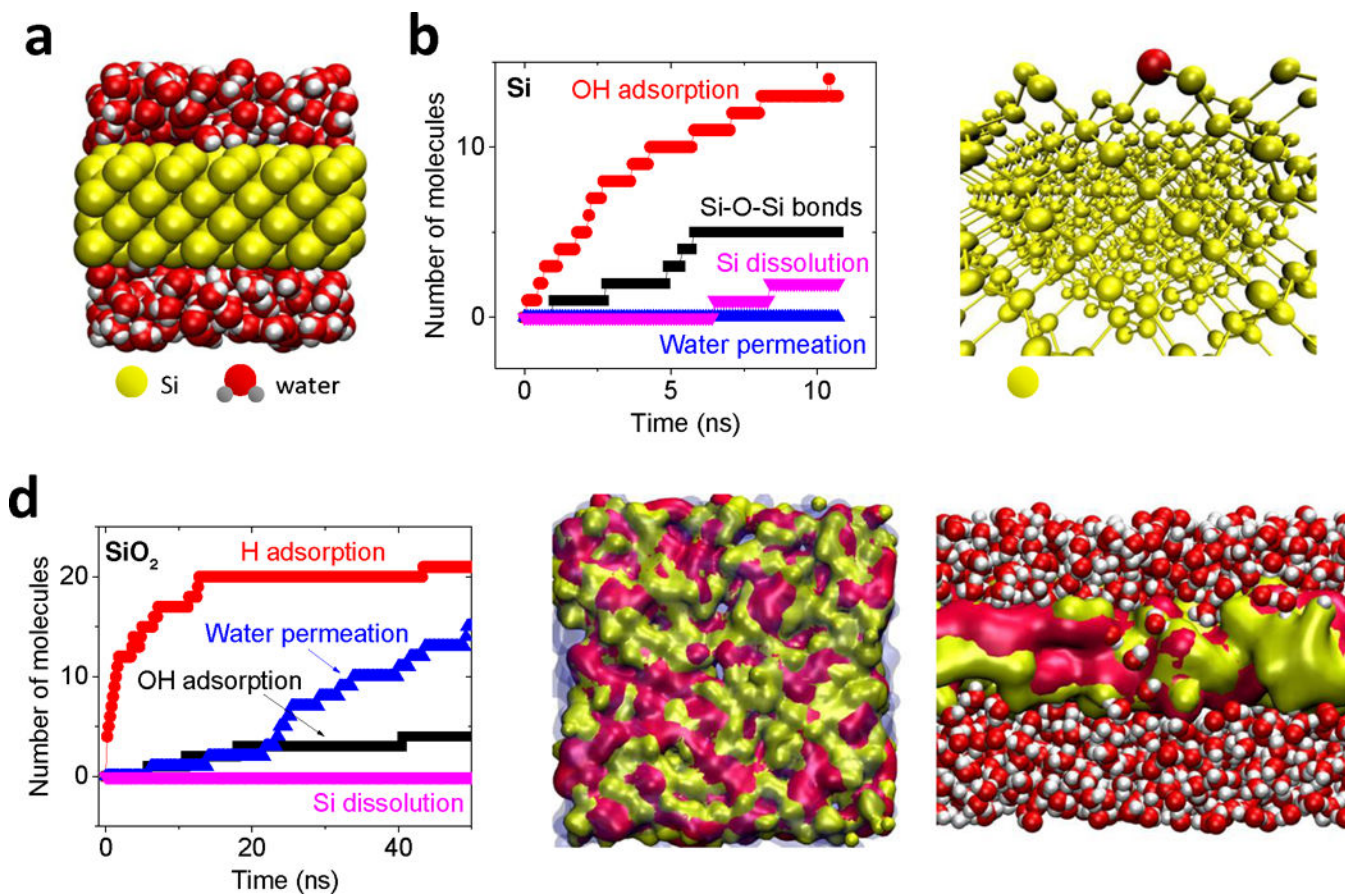 a
Si
water
b
Si
OH adsorption
Si-O-Si bonds
Si dissolution
Water permeation
Number of molecules
10
0
0
5
10
Time (ns)
d
SiO2
H adsorption
Water permeation
OH adsorption
Si dissolution
Number of molecules
20
10
0
0
20
40
Time (ns)